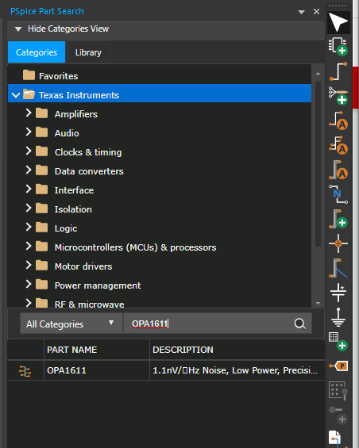 PSpice Part Search
Hide Categories View
Categories Library
Favorites
Texas Instruments
Amplifiers
Audio
Clocks & timing
Data converters
Interface
Isolation
Logic
Microcontrollers (MCUs) & processors
Motor drivers
Power management
RF & microwave
All Categories OPA1611
PART NAME DESCRIPTION
OPA1611 1.1nV/▯Hz Noise, Low Power, Precisi...